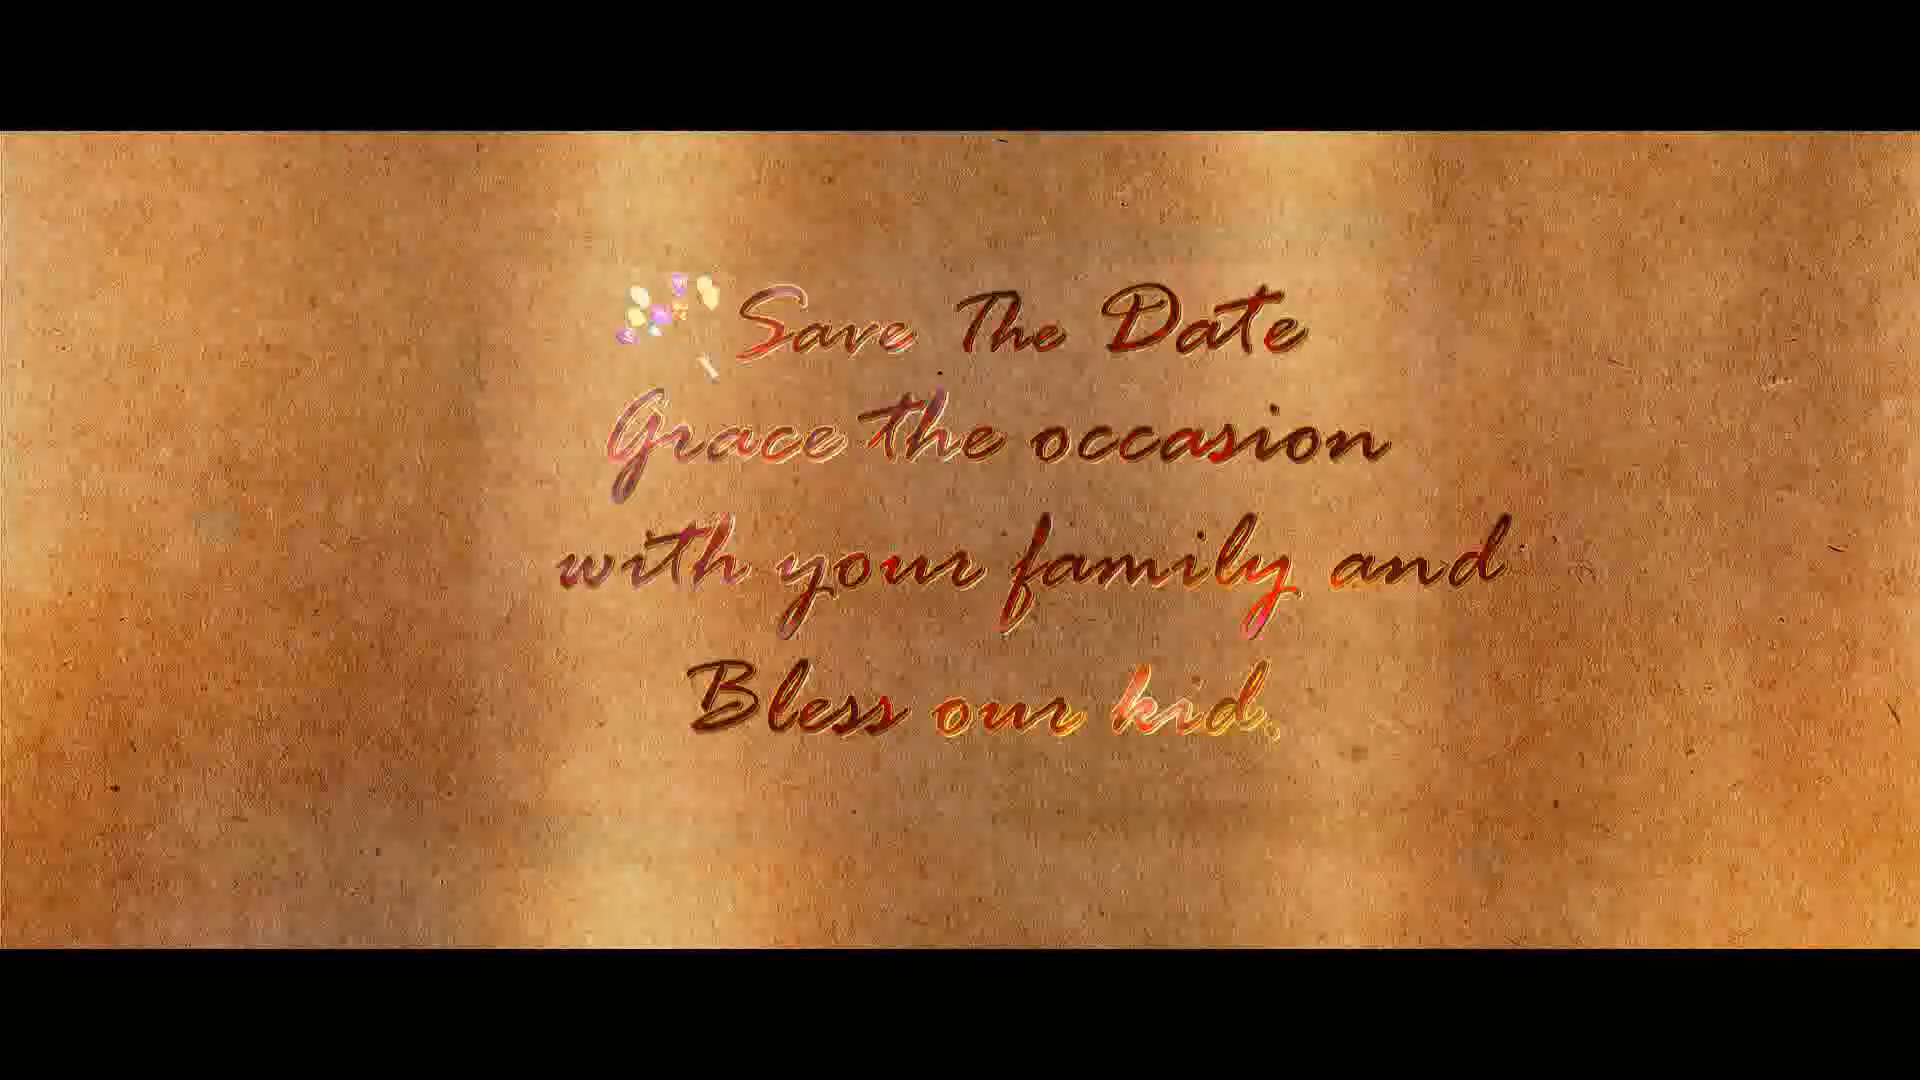 Save The Date
Grace the occasion
with your family and
Bless our kid.